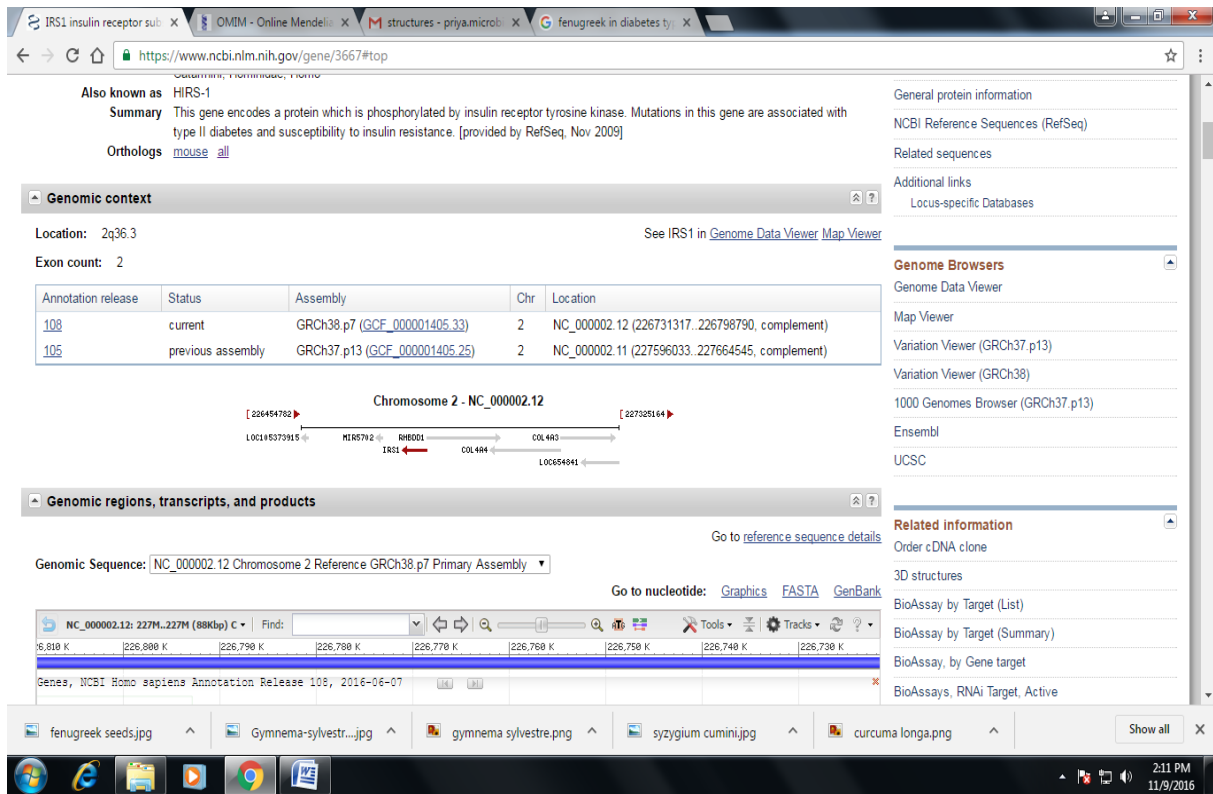 IRS1 insulin receptor sub
OMIM - Online Mendelia
structures - priya.microb
fenugreek in diabetes ty
https://www.ncbi.nlm.nih.gov/gene/3667#top
Catarrhini; Hominidae; Homo
Also known as HIRS-1
Summary This gene encodes a protein which is phosphorylated by insulin receptor tyrosine kinase. Mutations in this gene are associated with
type II diabetes and susceptibility to insulin resistance. [provided by RefSeq, Nov 2009]
Orthologs mouse all
Genomic context
Location: 2q36.3
See IRS1 in Genome Data Viewer Map Viewer
Exon count: 2
Annotation release Status Assembly Chr Location
108 current GRCh38.p7 (GCF_000001405.33) 2 NC_000002.12 (226731317..226798790, complement)
105 previous assembly GRCh37.p13 (GCF_000001405.25) 2 NC_000002.11 (227596033..227664545, complement)
Chromosome 2 - NC_000002.12
[ 226454782 [ 227325164
LOC105373915 MIR5702 RHBDD1 COL4A3
IRS1 COL4A4
LOC654841
Genomic regions, transcripts, and products
Go to reference sequence details
Genomic Sequence: NC_000002.12 Chromosome 2 Reference GRCh38.p7 Primary Assembly
Go to nucleotide: Graphics FASTA GenBank
NC_000002.12: 227M..227M (88Kbp) C Find: Tools Tracks ?
6,810 K 226,800 K 226,790 K 226,780 K 226,770 K 226,760 K 226,750 K 226,740 K 226,730 K
Genes, NCBI Homo sapiens Annotation Release 108, 2016-06-07
General protein information
NCBI Reference Sequences (RefSeq)
Related sequences
Additional links
Locus-specific Databases
Genome Browsers
Genome Data Viewer
Map Viewer
Variation Viewer (GRCh37.p13)
Variation Viewer (GRCh38)
1000 Genomes Browser (GRCh37.p13)
Ensembl
UCSC
Related information
Order cDNA clone
3D structures
BioAssay by Target (List)
BioAssay by Target (Summary)
BioAssay, by Gene target
BioAssays, RNAi Target, Active
fenugreek seeds.jpg
Gymnema-sylvestr....jpg
gymnema sylvestre.png
syzygium cumini.jpg
curcuma longa.png
Show all
2:11 PM
11/9/2016